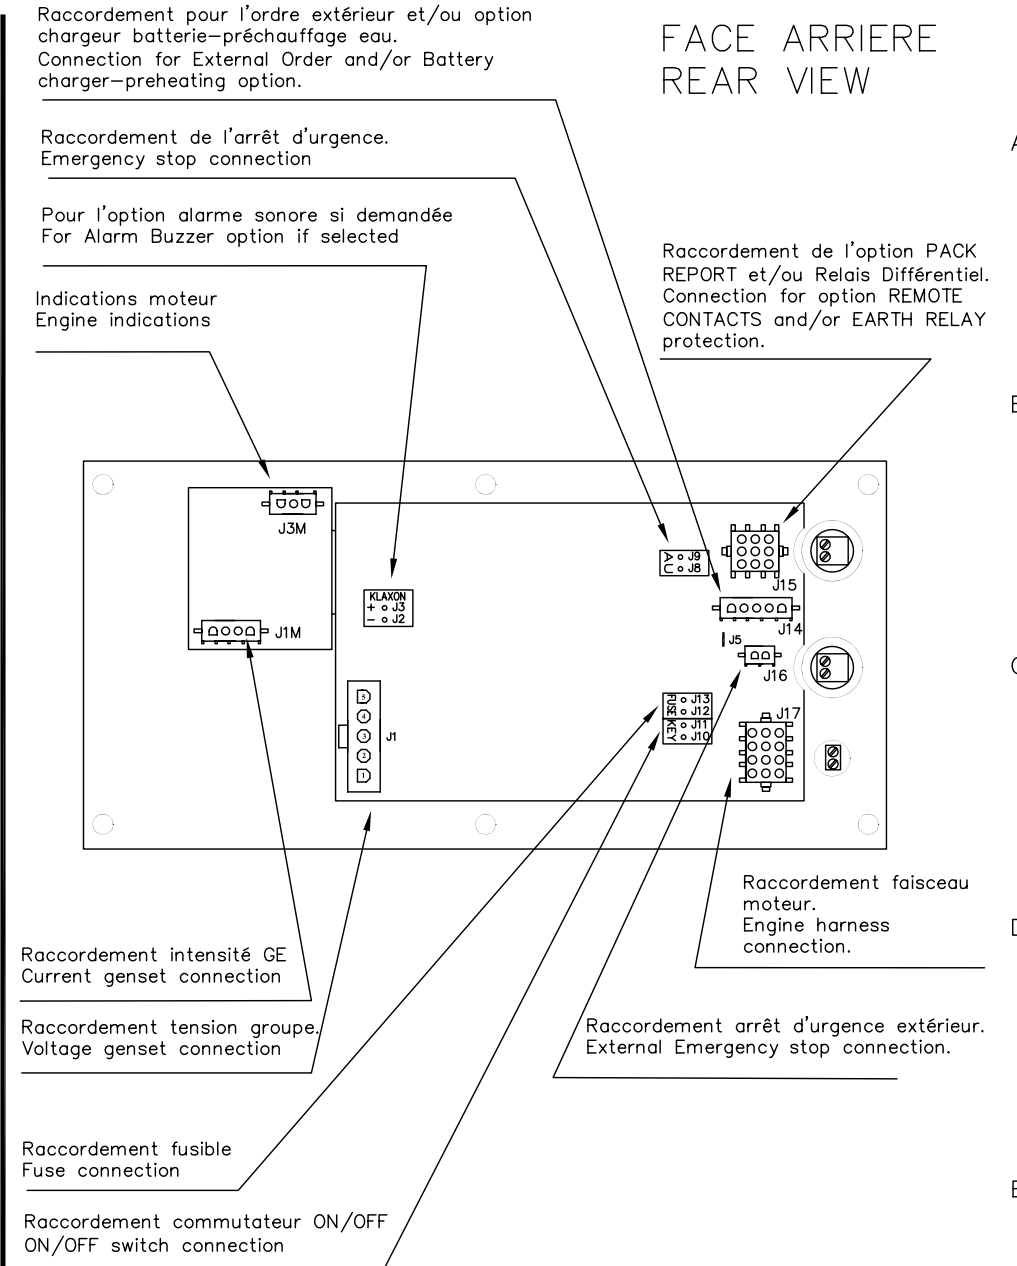 Raccordement pour l'ordre extérieur et/ou option
chargeur batterie-préchauffage eau.
Connection for External Order and/or Battery
charger-preheating option.
FACE ARRIERE
REAR VIEW
Raccordement de l'arrêt d'urgence.
Emergency stop connection
Pour l'option alarme sonore si demandée
For Alarm Buzzer option if selected
Raccordement de l'option PACK
REPORT et/ou Relais Différentiel.
Connection for option REMOTE
CONTACTS and/or EARTH RELAY
protection.
Indications moteur
Engine indications
J3M
J1M
KLAXON
+ J3
- J2
AU
J9
J8
J15
J14
J5
J16
FUSE
J13
J12
KEY
J11
J10
J17
5
4
3
2
1
J1
Raccordement faisceau
moteur.
Engine harness
connection.
Raccordement intensité GE
Current genset connection
Raccordement tension groupe.
Voltage genset connection
Raccordement arrêt d'urgence extérieur.
External Emergency stop connection.
Raccordement fusible
Fuse connection
Raccordement commutateur ON/OFF
ON/OFF switch connection